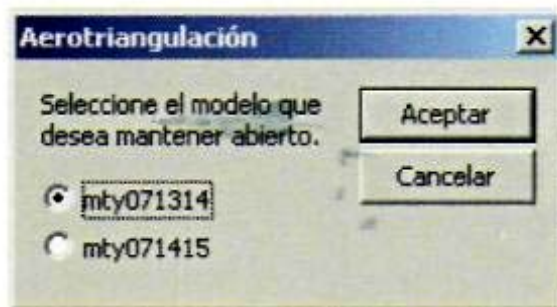 Aerotriangulación
Seleccione el modelo que
desea mantener abierto.
Aceptar
Cancelar
mty071314
mty071415